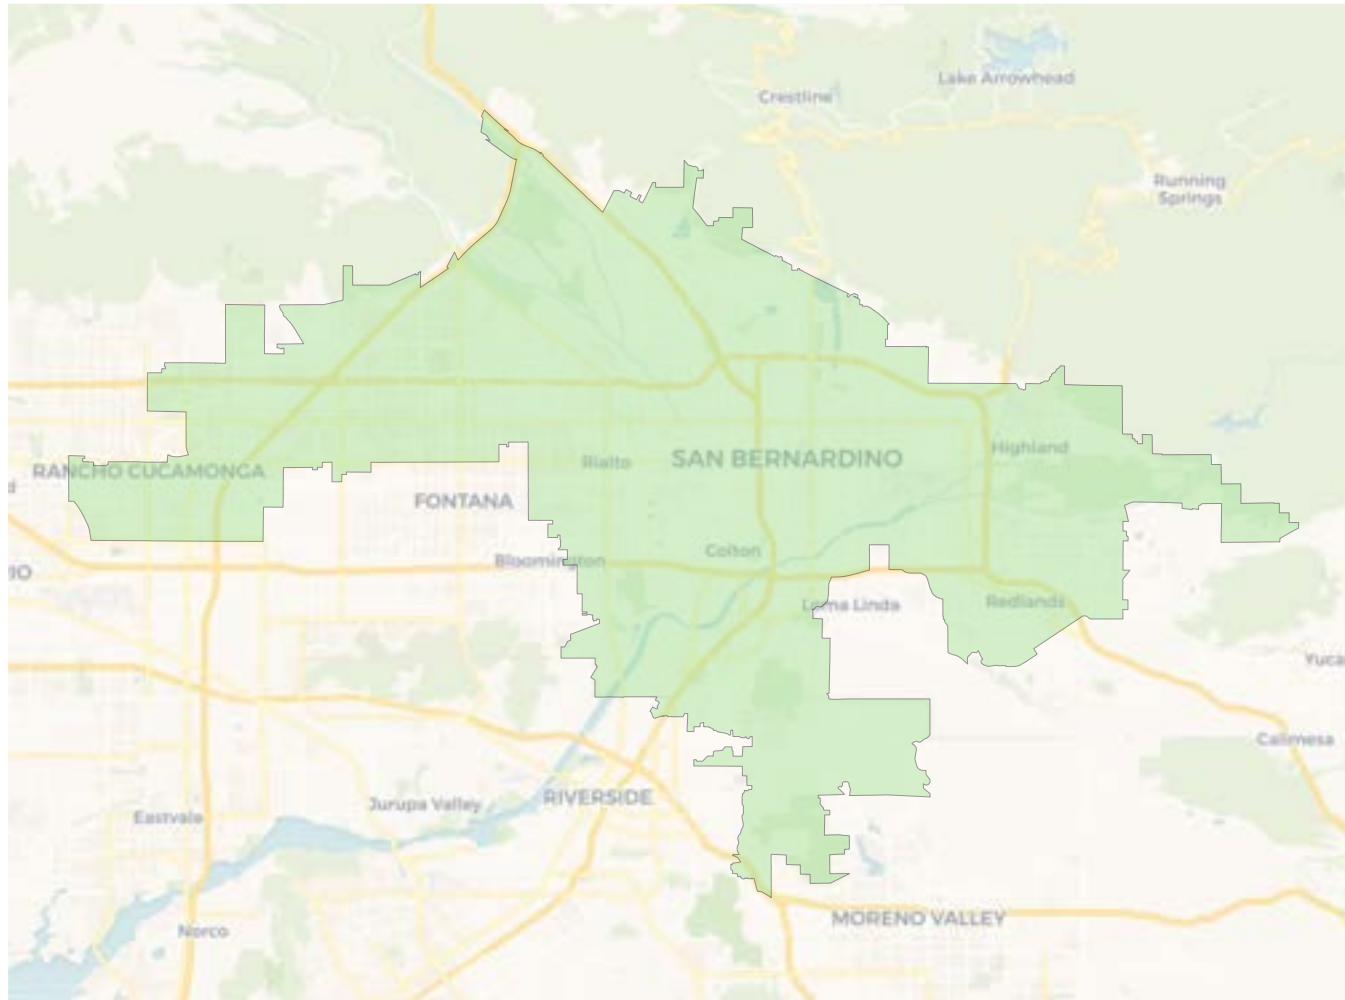 Lake Arrowhead
Crestline
Running
Springs
Highland
Rialto
SAN BERNARDINO
RANCHO CUCAMONGA
FONTANA
Colton
Bloomington
IO
Loma Linda
Redlands
Yuca
Calimesa
RIVERSIDE
Jurupa Valley
Eastvale
MORENO VALLEY
Norco